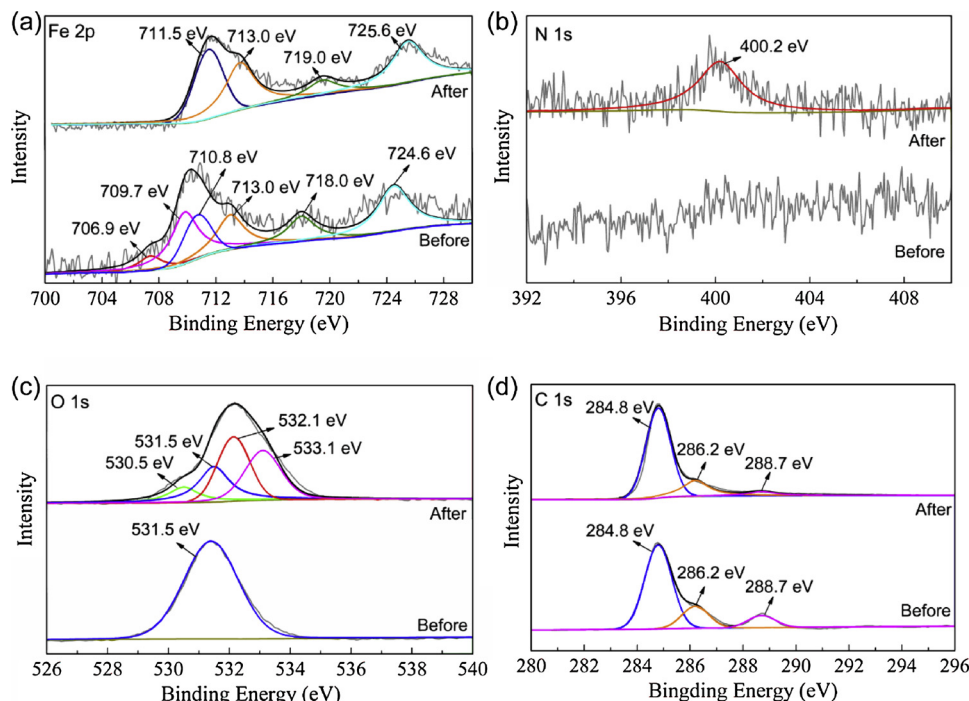 (a)
Fe 2p
711.5 eV
713.0 eV
719.0 eV
725.6 eV
After
706.9 eV
709.7 eV
710.8 eV
713.0 eV
718.0 eV
724.6 eV
Before
Intensity
700 704 708 712 716 720 724 728
Binding Energy (eV)
(b)
N 1s
400.2 eV
After
Before
Intensity
392 396 400 404 408
Binding Energy (eV)
(c)
O 1s
530.5 eV
531.5 eV
532.1 eV
533.1 eV
After
531.5 eV
Before
Intensity
526 528 530 532 534 536 538 540
Binding Energy (eV)
(d)
C 1s
284.8 eV
286.2 eV
288.7 eV
After
284.8 eV
286.2 eV
288.7 eV
Before
Intensity
280 282 284 286 288 290 292 294 296
Bingding Energy (eV)